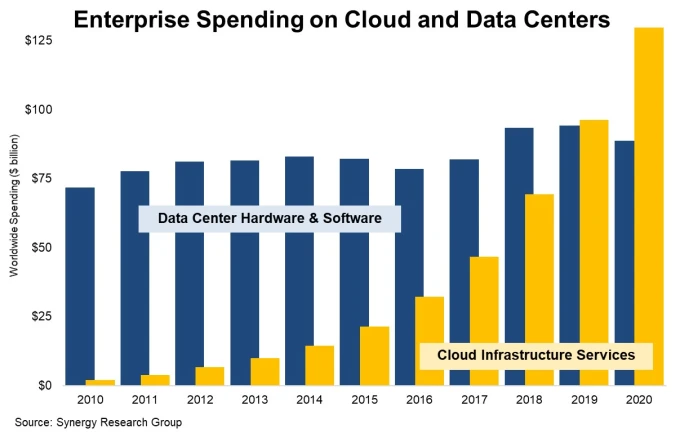 Enterprise Spending on Cloud and Data Centers
$125
$100
$75
$50
$25
$0
Worldwide Spending ($ billion)
Data Center Hardware & Software
Cloud Infrastructure Services
2010 2011 2012 2013 2014 2015 2016 2017 2018 2019 2020
Source: Synergy Research Group